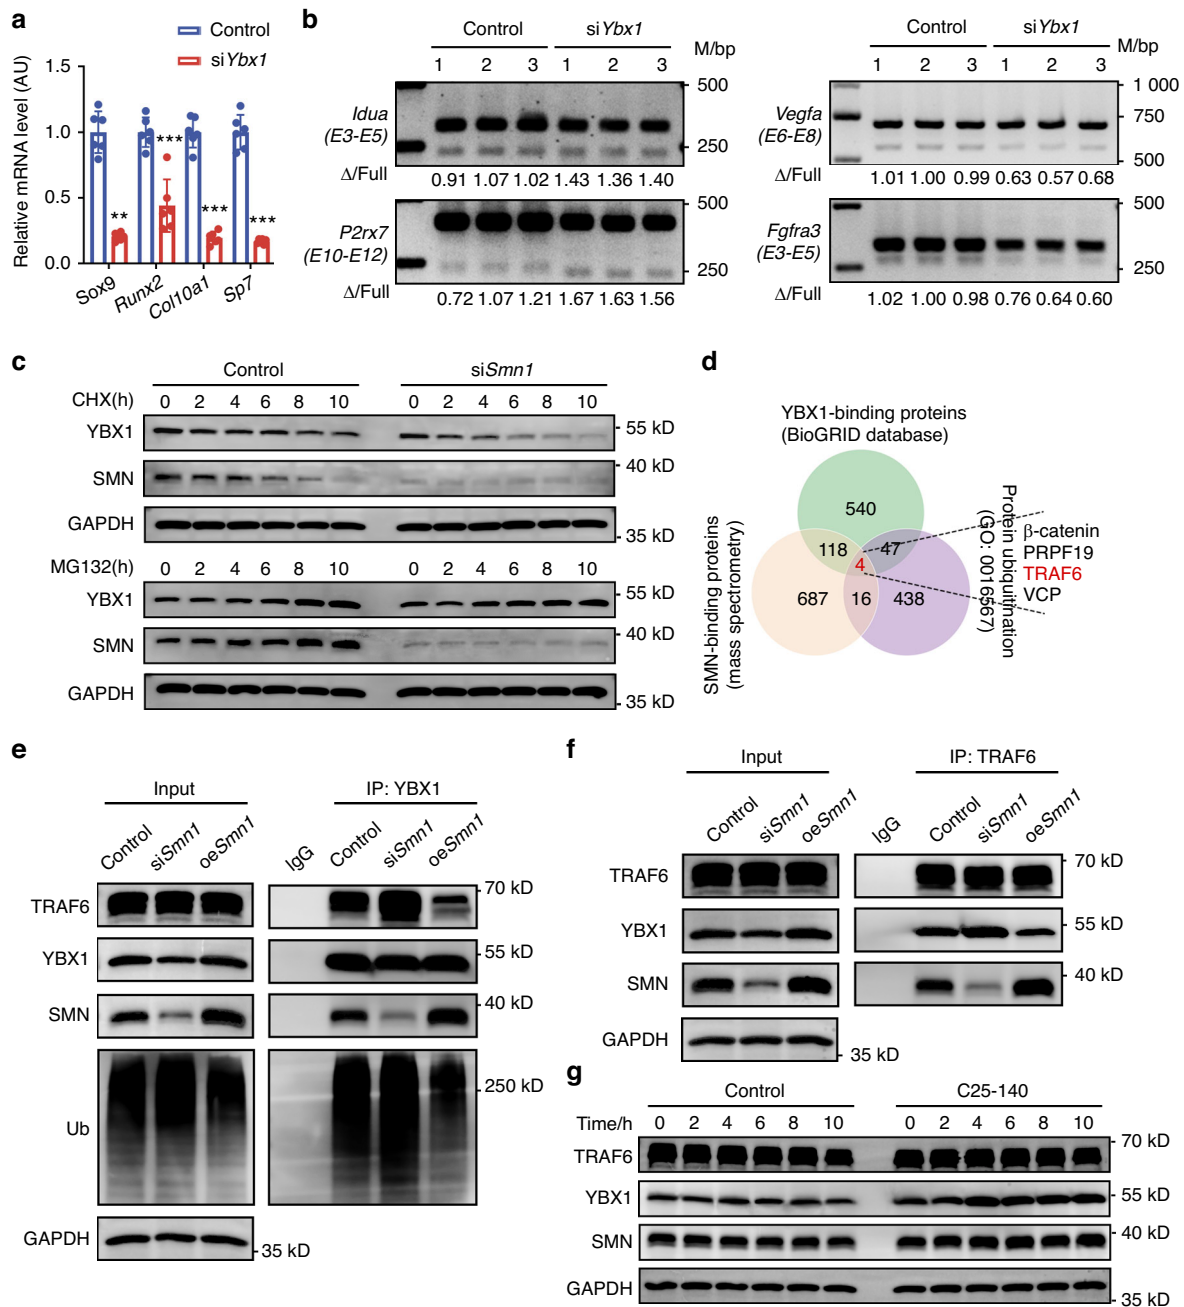 a
Control
siYbx1
Relative mRNA level (AU)
1.5
1.0
0.5
0.0
** *** *** ***
Sox9 Runx2 Col10a1 Sp7
b
Control siYbx1
M/bp
1 2 3 1 2 3
Idua
(E3-E5)
500
250
Δ/Full
0.91 1.07 1.02 1.43 1.36 1.40
P2rx7
(E10-E12)
500
250
Δ/Full
0.72 1.07 1.21 1.67 1.63 1.56
Control siYbx1
M/bp
1 2 3 1 2 3
Vegfa
(E6-E8)
1 000
750
500
Δ/Full
1.01 1.00 0.99 0.63 0.57 0.68
Fgfra3
(E3-E5)
500
250
Δ/Full
1.02 1.00 0.98 0.76 0.64 0.60
c
Control siSmn1
CHX(h) 0 2 4 6 8 10 0 2 4 6 8 10
YBX1 55 kD
SMN 40 kD
GAPDH 35 kD
MG132(h) 0 2 4 6 8 10 0 2 4 6 8 10
YBX1 55 kD
SMN 40 kD
GAPDH 35 kD
d
YBX1-binding proteins
(BioGRID database)
540
118 47
4
687 16 438
SMN-binding proteins
(mass spectrometry)
Protein ubiquitination
(GO: 0016567)
β-catenin
PRPF19
TRAF6
VCP
e
Input IP: YBX1
Control siSmn1 oeSmn1 IgG Control siSmn1 oeSmn1
TRAF6 70 kD
YBX1 55 kD
SMN 40 kD
Ub 250 kD
GAPDH 35 kD
f
Input IP: TRAF6
Control siSmn1 oeSmn1 IgG Control siSmn1 oeSmn1
TRAF6 70 kD
YBX1 55 kD
SMN 40 kD
GAPDH 35 kD
g
Control C25-140
Time/h 0 2 4 6 8 10 0 2 4 6 8 10
TRAF6 70 kD
YBX1 55 kD
SMN 40 kD
GAPDH 35 kD